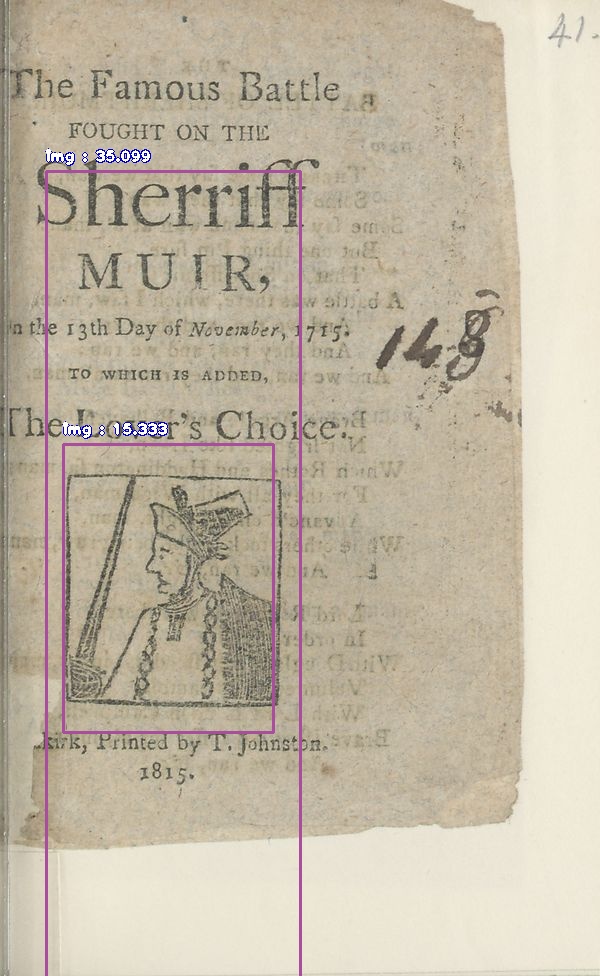 41.
The Famous Battle
FOUGHT ON THE
img : 35.099
Sherriff
MUIR,
on the 13th Day of November, 1715.
148
TO WHICH IS ADDED,
The Lover's Choice.
img : 15.333
kirk, Printed by T. Johnston.
1815.